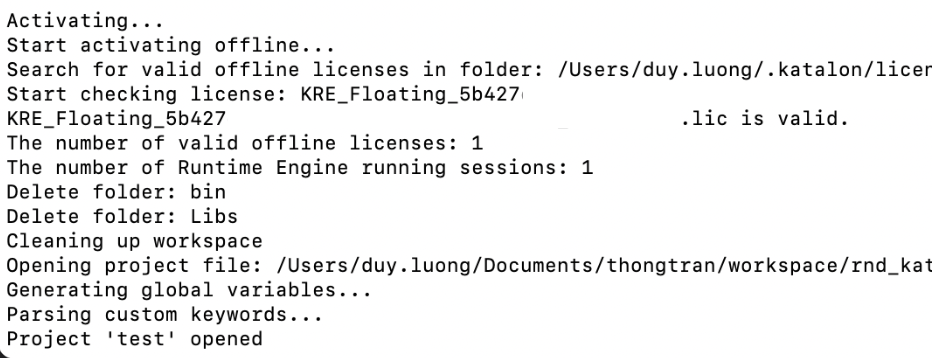 Activating...
Start activating offline...
Search for valid offline licenses in folder: /Users/duy.luong/.katalon/licen
Start checking license: KRE_Floating_5b427
KRE_Floating_5b427 .lic is valid.
The number of valid offline licenses: 1
The number of Runtime Engine running sessions: 1
Delete folder: bin
Delete folder: Libs
Cleaning up workspace
Opening project file: /Users/duy.luong/Documents/thongtran/workspace/rnd_kat
Generating global variables...
Parsing custom keywords...
Project 'test' opened